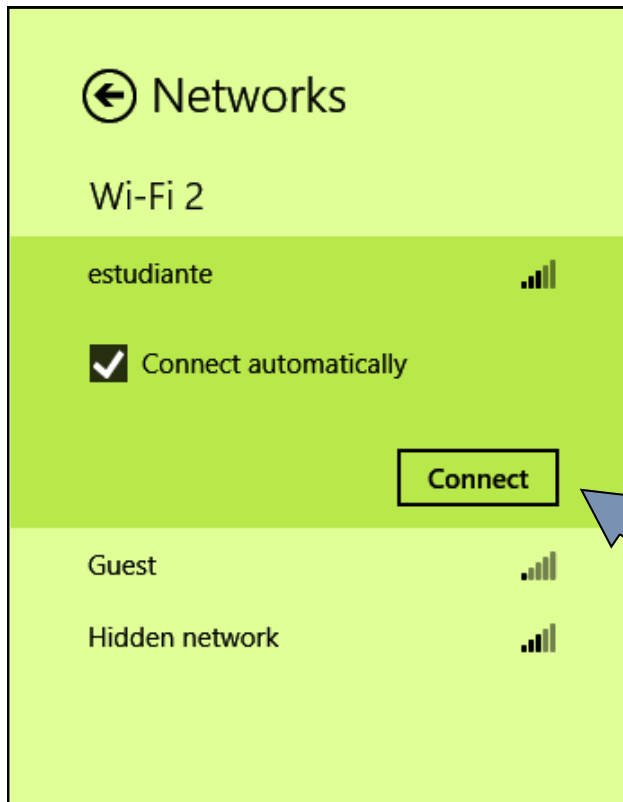 Networks
Wi-Fi 2
estudiante
Connect automatically
Connect
Guest
Hidden network